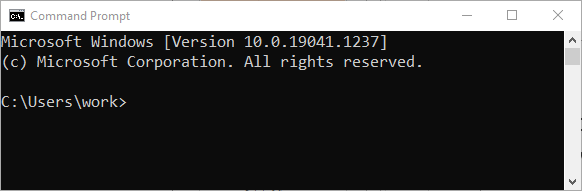 Command Prompt
Microsoft Windows [Version 10.0.19041.1237]
(c) Microsoft Corporation. All rights reserved.
C:\Users\work>